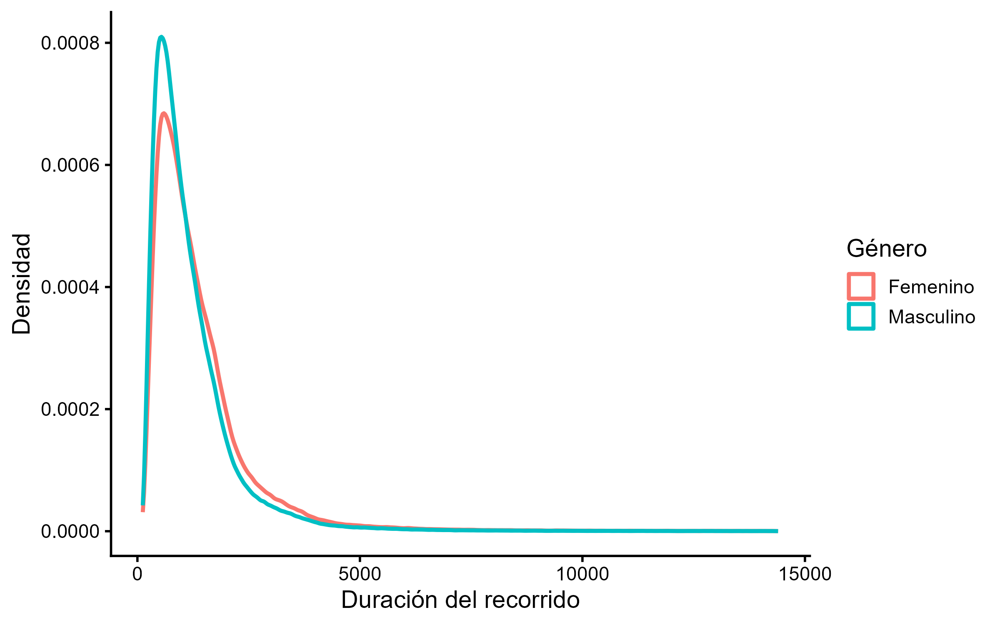 Densidad
0.0008
0.0006
0.0004
0.0002
0.0000
0
5000
10000
15000
Duración del recorrido
Género
Femenino
Masculino